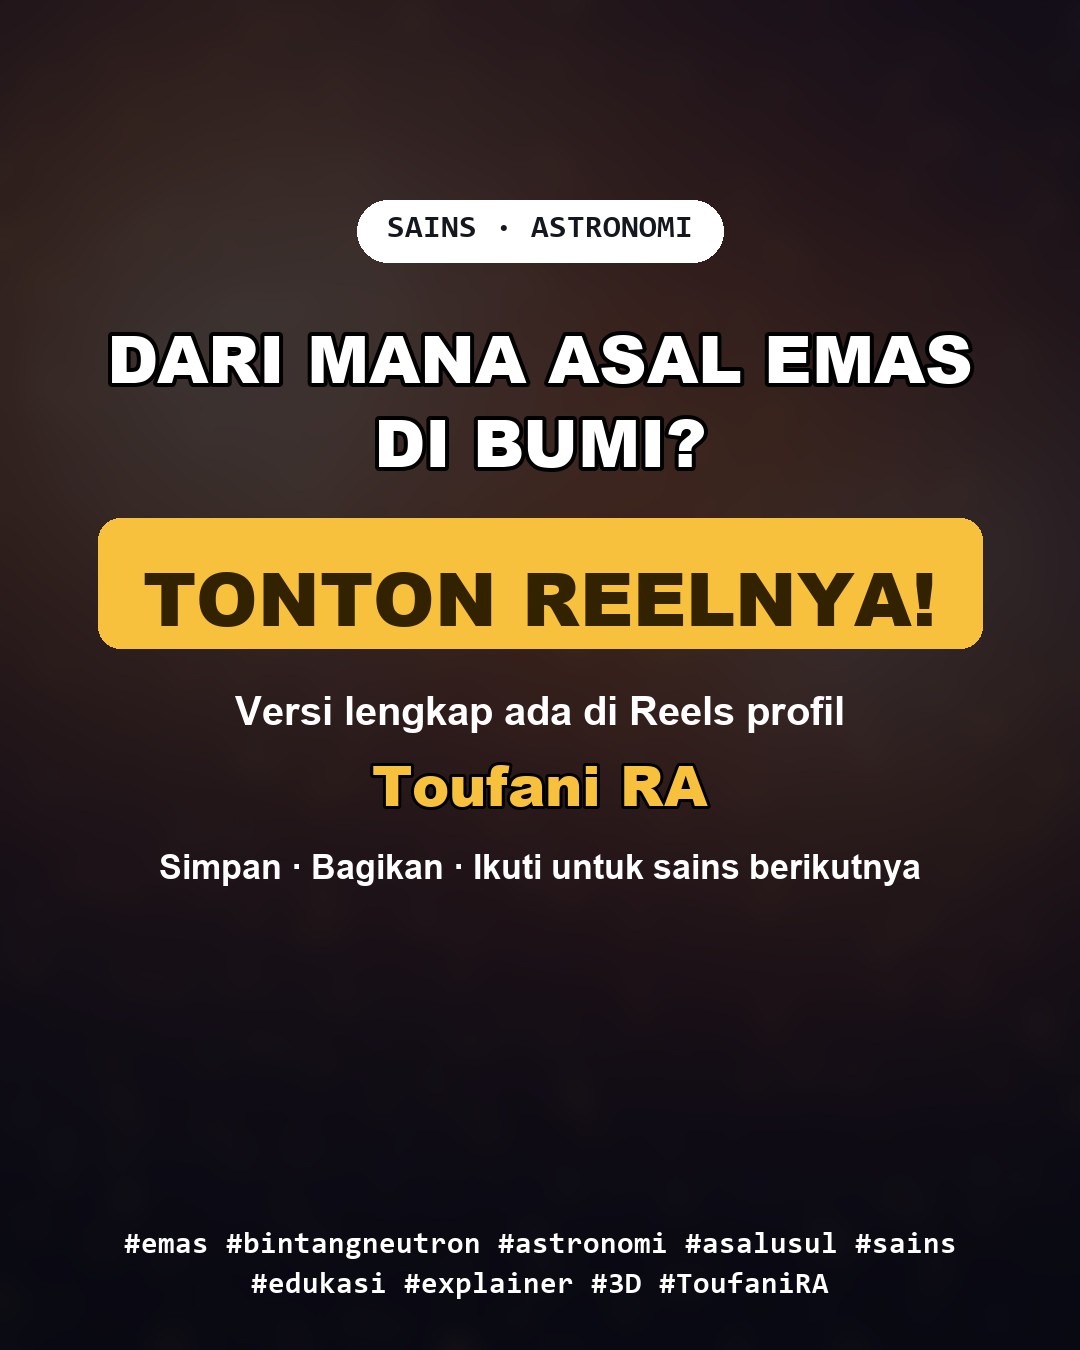 SAINS · ASTRONOMI
DARI MANA ASAL EMAS
DI BUMI?
TONTON REELNYA!
Versi lengkap ada di Reels profil
Toufani RA
Simpan · Bagikan · Ikuti untuk sains berikutnya
#emas #bintangneutron #astronomi #asalusul #sains
#edukasi #explainer #3D #ToufaniRA